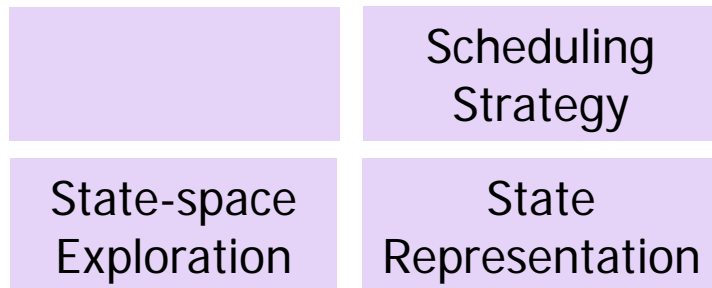 Scheduling
Strategy
State-space
Exploration
State
Representation